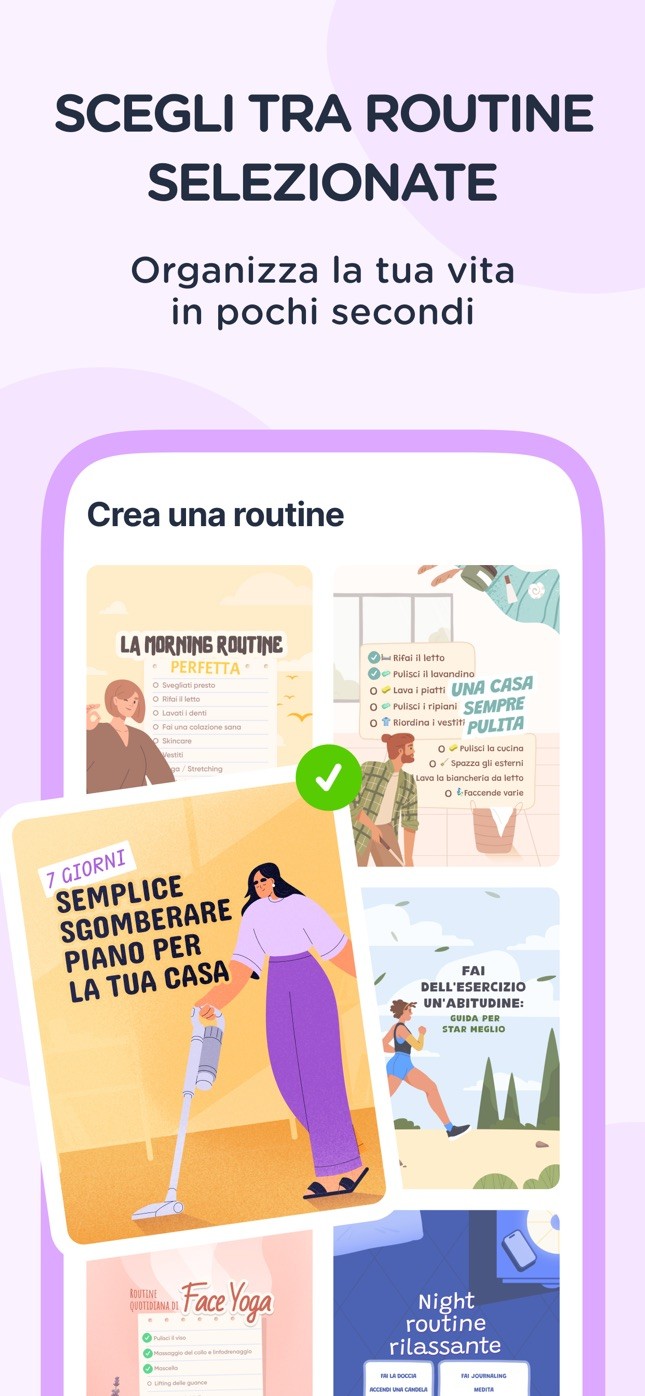 SCEGLI TRA ROUTINE
SELEZIONATE
Organizza la tua vita
in pochi secondi
Crea una routine
LA MORNING ROUTINE
PERFETTA
Svegliati presto
Rifai il letto
Lavati i denti
Fai una colazione sana
Skincare
Vestiti
/ Stretching
Rifai il letto
Pulisci il lavandino
Lava i piatti
Pulisci i ripiani
Riordina i vestiti
UNA CASA
SEMPRE
PULITA
Pulisci la cucina
Spazza gli esterni
Lava la biancheria da letto
Faccende varie
7 GIORNI
SEMPLICE
SGOMBERARE
PIANO PER
LA TUA CASA
FAI
DELL'ESERCIZIO
UN'ABITUDINE:
GUIDA PER
STAR MEGLIO
ROUTINE
QUOTIDIANA DI
Face Yoga
Pulisci il viso
Massaggio del collo e linfodrenaggio
Mascella
Lifting delle guance
Night
routine
rilassante
FAI LA DOCCIA
ACCENDI UNA CANDELA
FAI JOURNALING
MEDITA